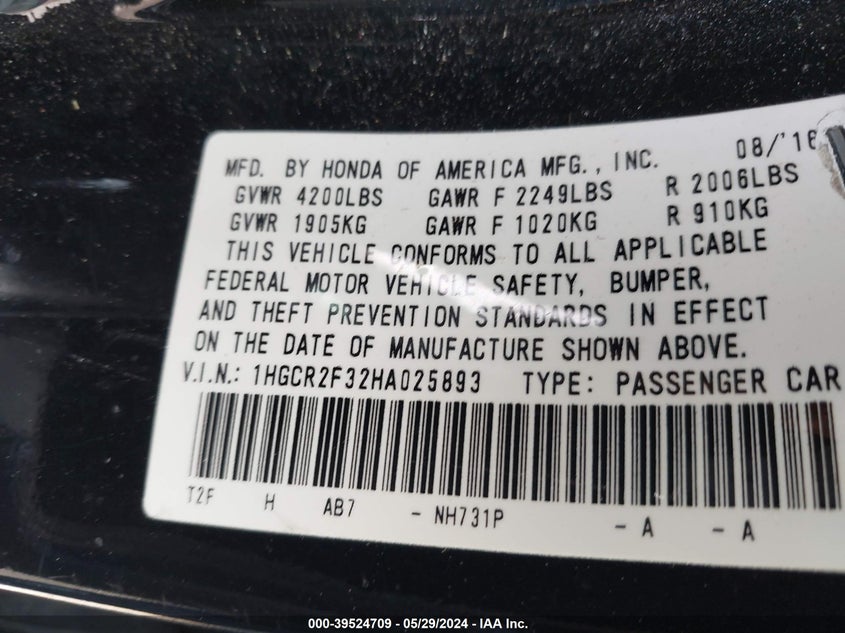 08/'16
MFD. BY HONDA OF AMERICA MFG., INC.
GVWR 4200LBS GAWR F 2249LBS R 2006LBS
GVWR 1905KG GAWR F 1020KG R 910KG
THIS VEHICLE CONFORMS TO ALL APPLICABLE
FEDERAL MOTOR VEHICLE SAFETY, BUMPER,
AND THEFT PREVENTION STANDARDS IN EFFECT
ON THE DATE OF MANUFACTURE SHOWN ABOVE.
V.I.N.: 1HGCR2F32HA025893 TYPE: PASSENGER CAR
T2F H AB7 - NH731P - A - A
000-39524709 - 05/29/2024 - IAA Inc.